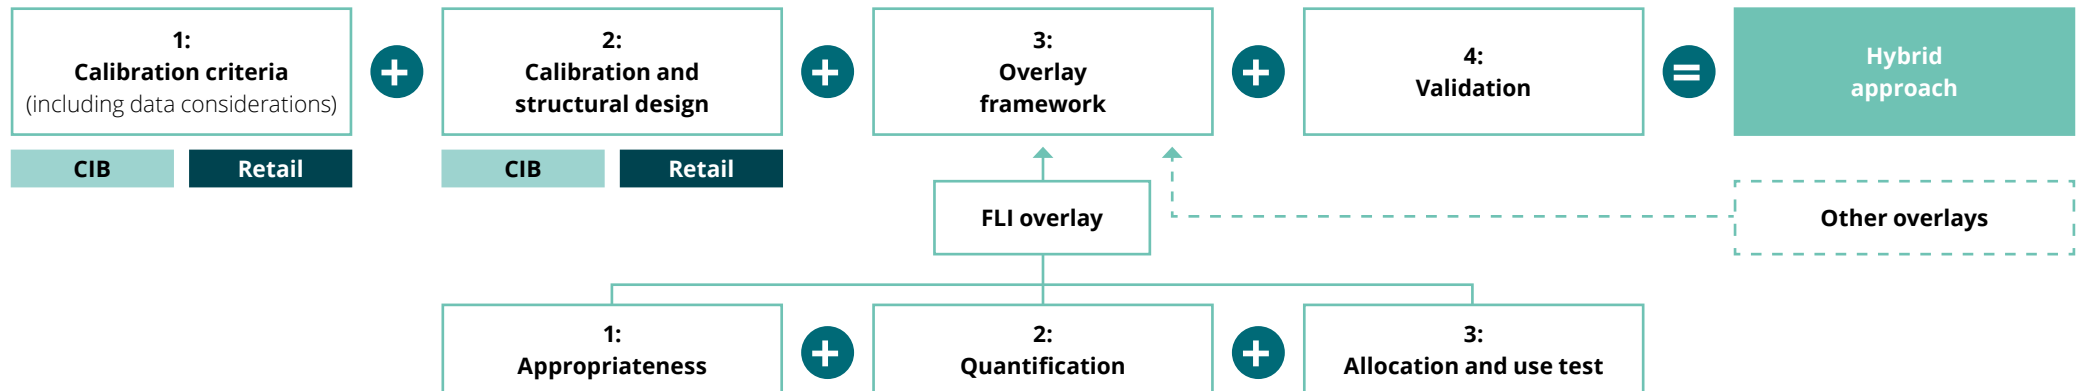 1:
Calibration criteria
(including data considerations)
+
2:
Calibration and
structural design
+
3:
Overlay
framework
+
4:
Validation
=
Hybrid
approach
CIB
Retail
CIB
Retail
FLI overlay
Other overlays
1:
Appropriateness
+
2:
Quantification
+
3:
Allocation and use test